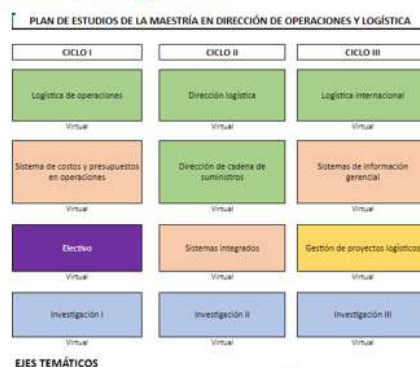 PLAN DE ESTUDIOS DE LA MAESTRÍA EN DIRECCIÓN DE OPERACIONES Y LOGÍSTICA
CICLO I
CICLO II
CICLO III
Logística de operaciones
Dirección logística
Logística internacional
Virtual
Virtual
Virtual
Sistema de costos y presupuestos
en operaciones
Dirección de cadena de
suministros
Sistemas de información
gerencial
Virtual
Virtual
Virtual
Electivo
Sistemas integrados
Gestión de proyectos logísticos
Virtual
Virtual
Virtual
Investigación I
Investigación II
Investigación III
Virtual
Virtual
Virtual
EJES TEMÁTICOS